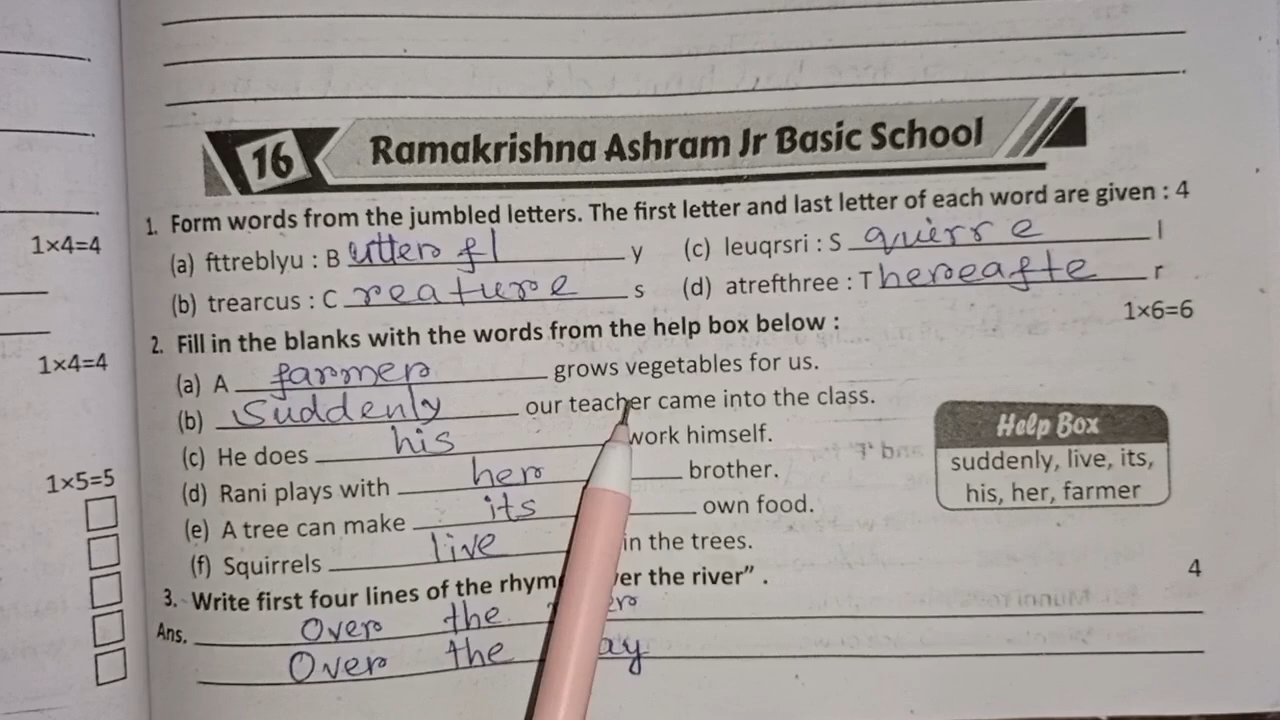 16 Ramakrishna Ashram Jr Basic School
1. Form words from the jumbled letters. The first letter and last letter of each word are given : 4
1×4=4
(a) fttreblyu : B utterfl y (c) leuqrsri : S quirre l
(b) trearcus : C reature s (d) atrefthree : T hereafte r
2. Fill in the blanks with the words from the help box below : 1×6=6
1×4=4
(a) A farmer grows vegetables for us.
(b) Suddenly our teacher came into the class.
(c) He does his work himself.
(d) Rani plays with her brother.
(e) A tree can make its own food.
(f) Squirrels live in the trees.
Help Box
suddenly, live, its,
his, her, farmer
1×5=5
3. Write first four lines of the rhym ver the river” . 4
Ans. Over the er
Over the ay